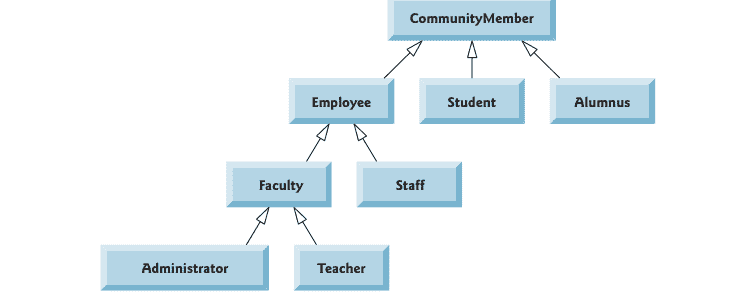 CommunityMember
Employee
Student
Alumnus
Faculty
Staff
Administrator
Teacher